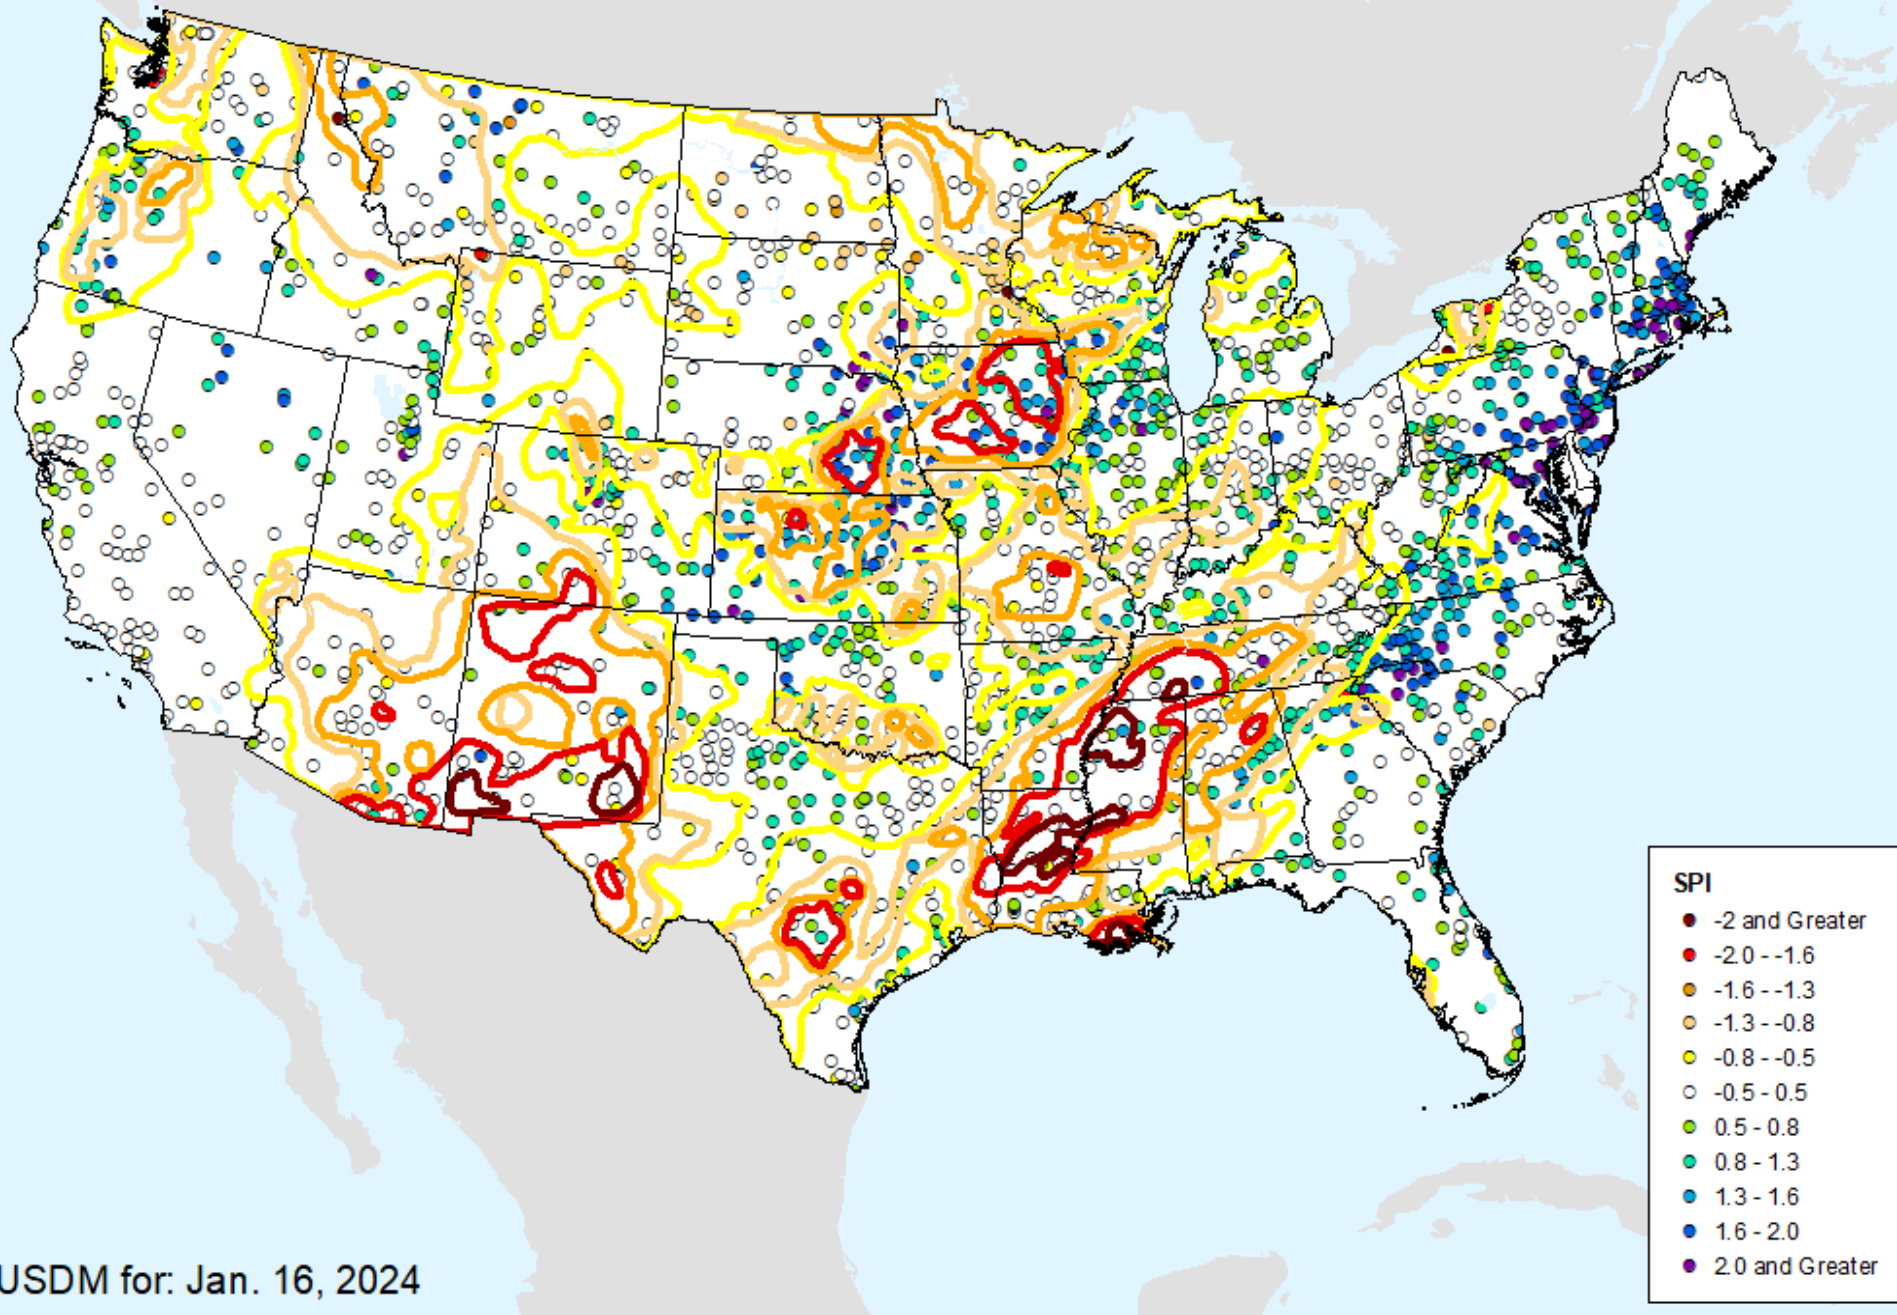 SPI
-2 and Greater
-2.0 - -1.6
-1.6 - -1.3
-1.3 - -0.8
-0.8 - -0.5
-0.5 - 0.5
0.5 - 0.8
0.8 - 1.3
1.3 - 1.6
1.6 - 2.0
2.0 and Greater
USDM for: Jan. 16, 2024